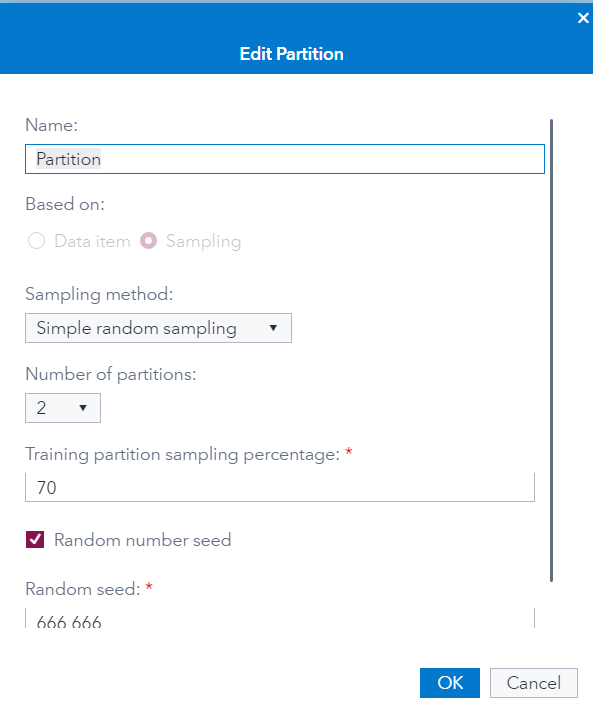 Edit Partition
Name:
Partition
Based on:
Data item Sampling
Sampling method:
Simple random sampling
Number of partitions:
2
Training partition sampling percentage: *
70
Random number seed
Random seed: *
666 666
OK Cancel